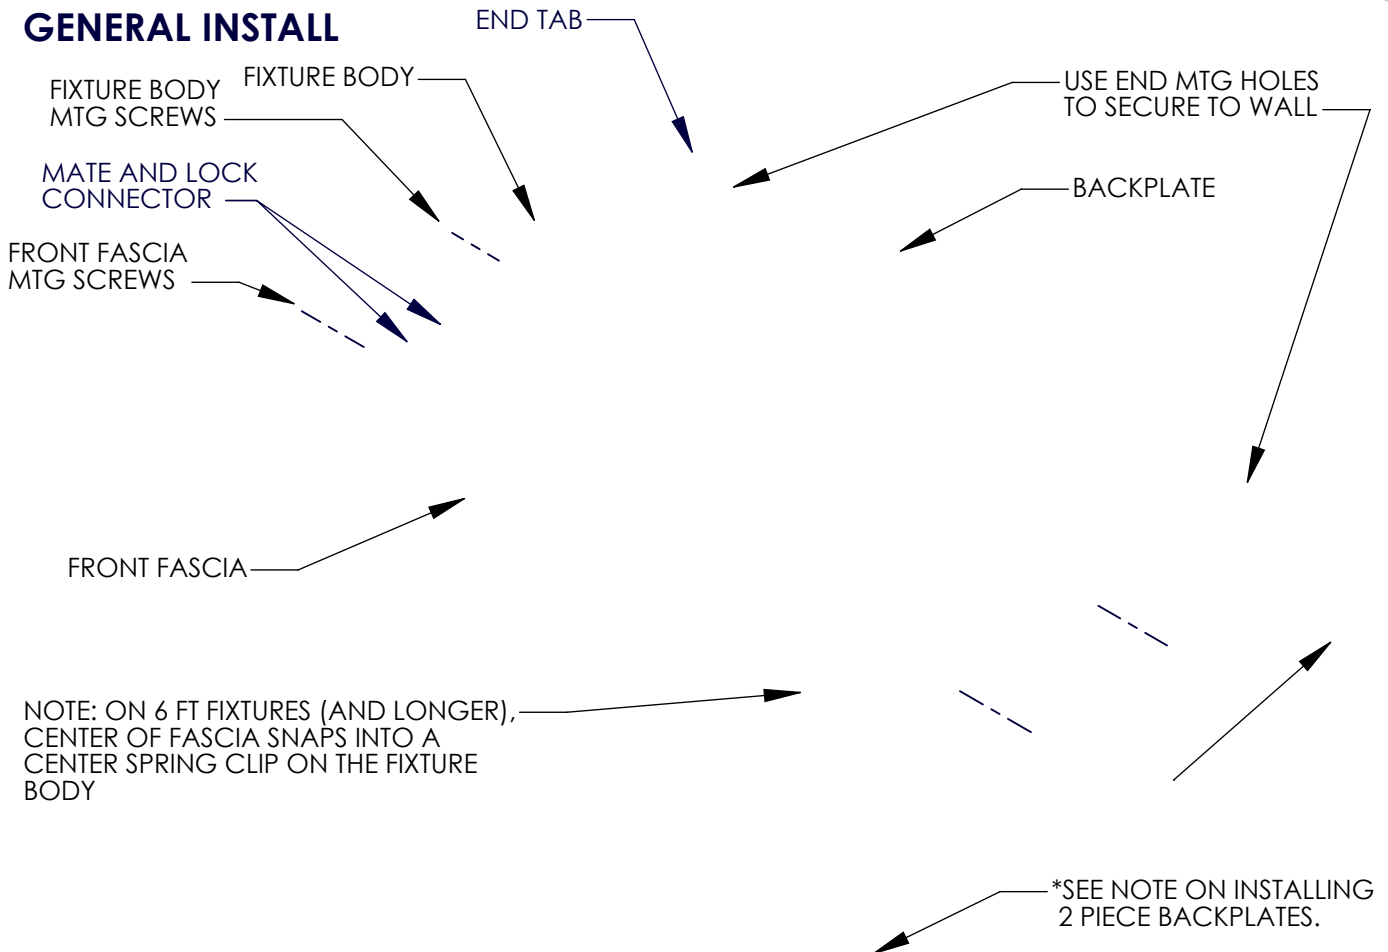 GENERAL INSTALL
END TAB
FIXTURE BODY
MTG SCREWS
FIXTURE BODY
USE END MTG HOLES
TO SECURE TO WALL
MATE AND LOCK
CONNECTOR
BACKPLATE
FRONT FASCIA
MTG SCREWS
FRONT FASCIA
NOTE: ON 6 FT FIXTURES (AND LONGER),
CENTER OF FASCIA SNAPS INTO A
CENTER SPRING CLIP ON THE FIXTURE
BODY
*SEE NOTE ON INSTALLING
2 PIECE BACKPLATES.